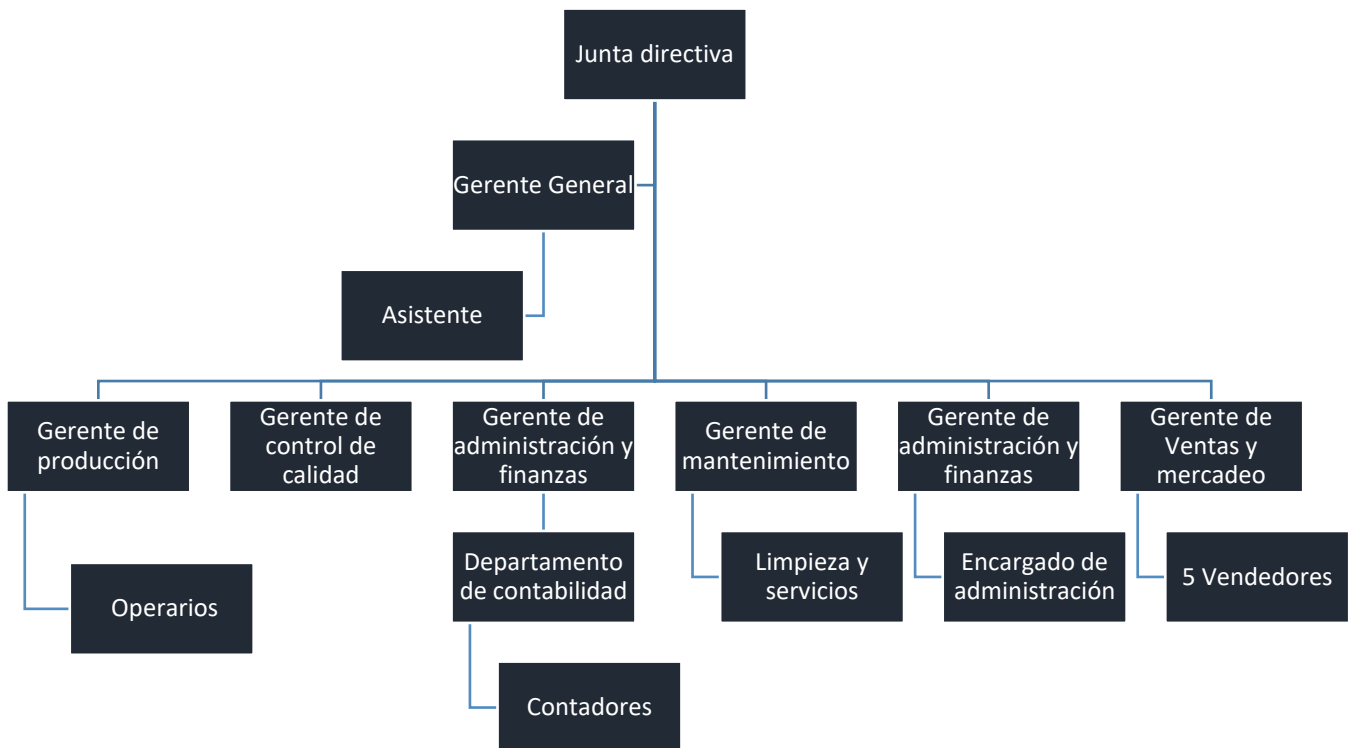 Junta directiva
Gerente General
Asistente
Gerente de
producción
Gerente de
control de
calidad
Gerente de
administración y
finanzas
Gerente de
mantenimiento
Gerente de
administración y
finanzas
Gerente de
Ventas y
mercadeo
Operarios
Departamento
de contabilidad
Contadores
Limpieza y
servicios
Encargado de
administración
5 Vendedores